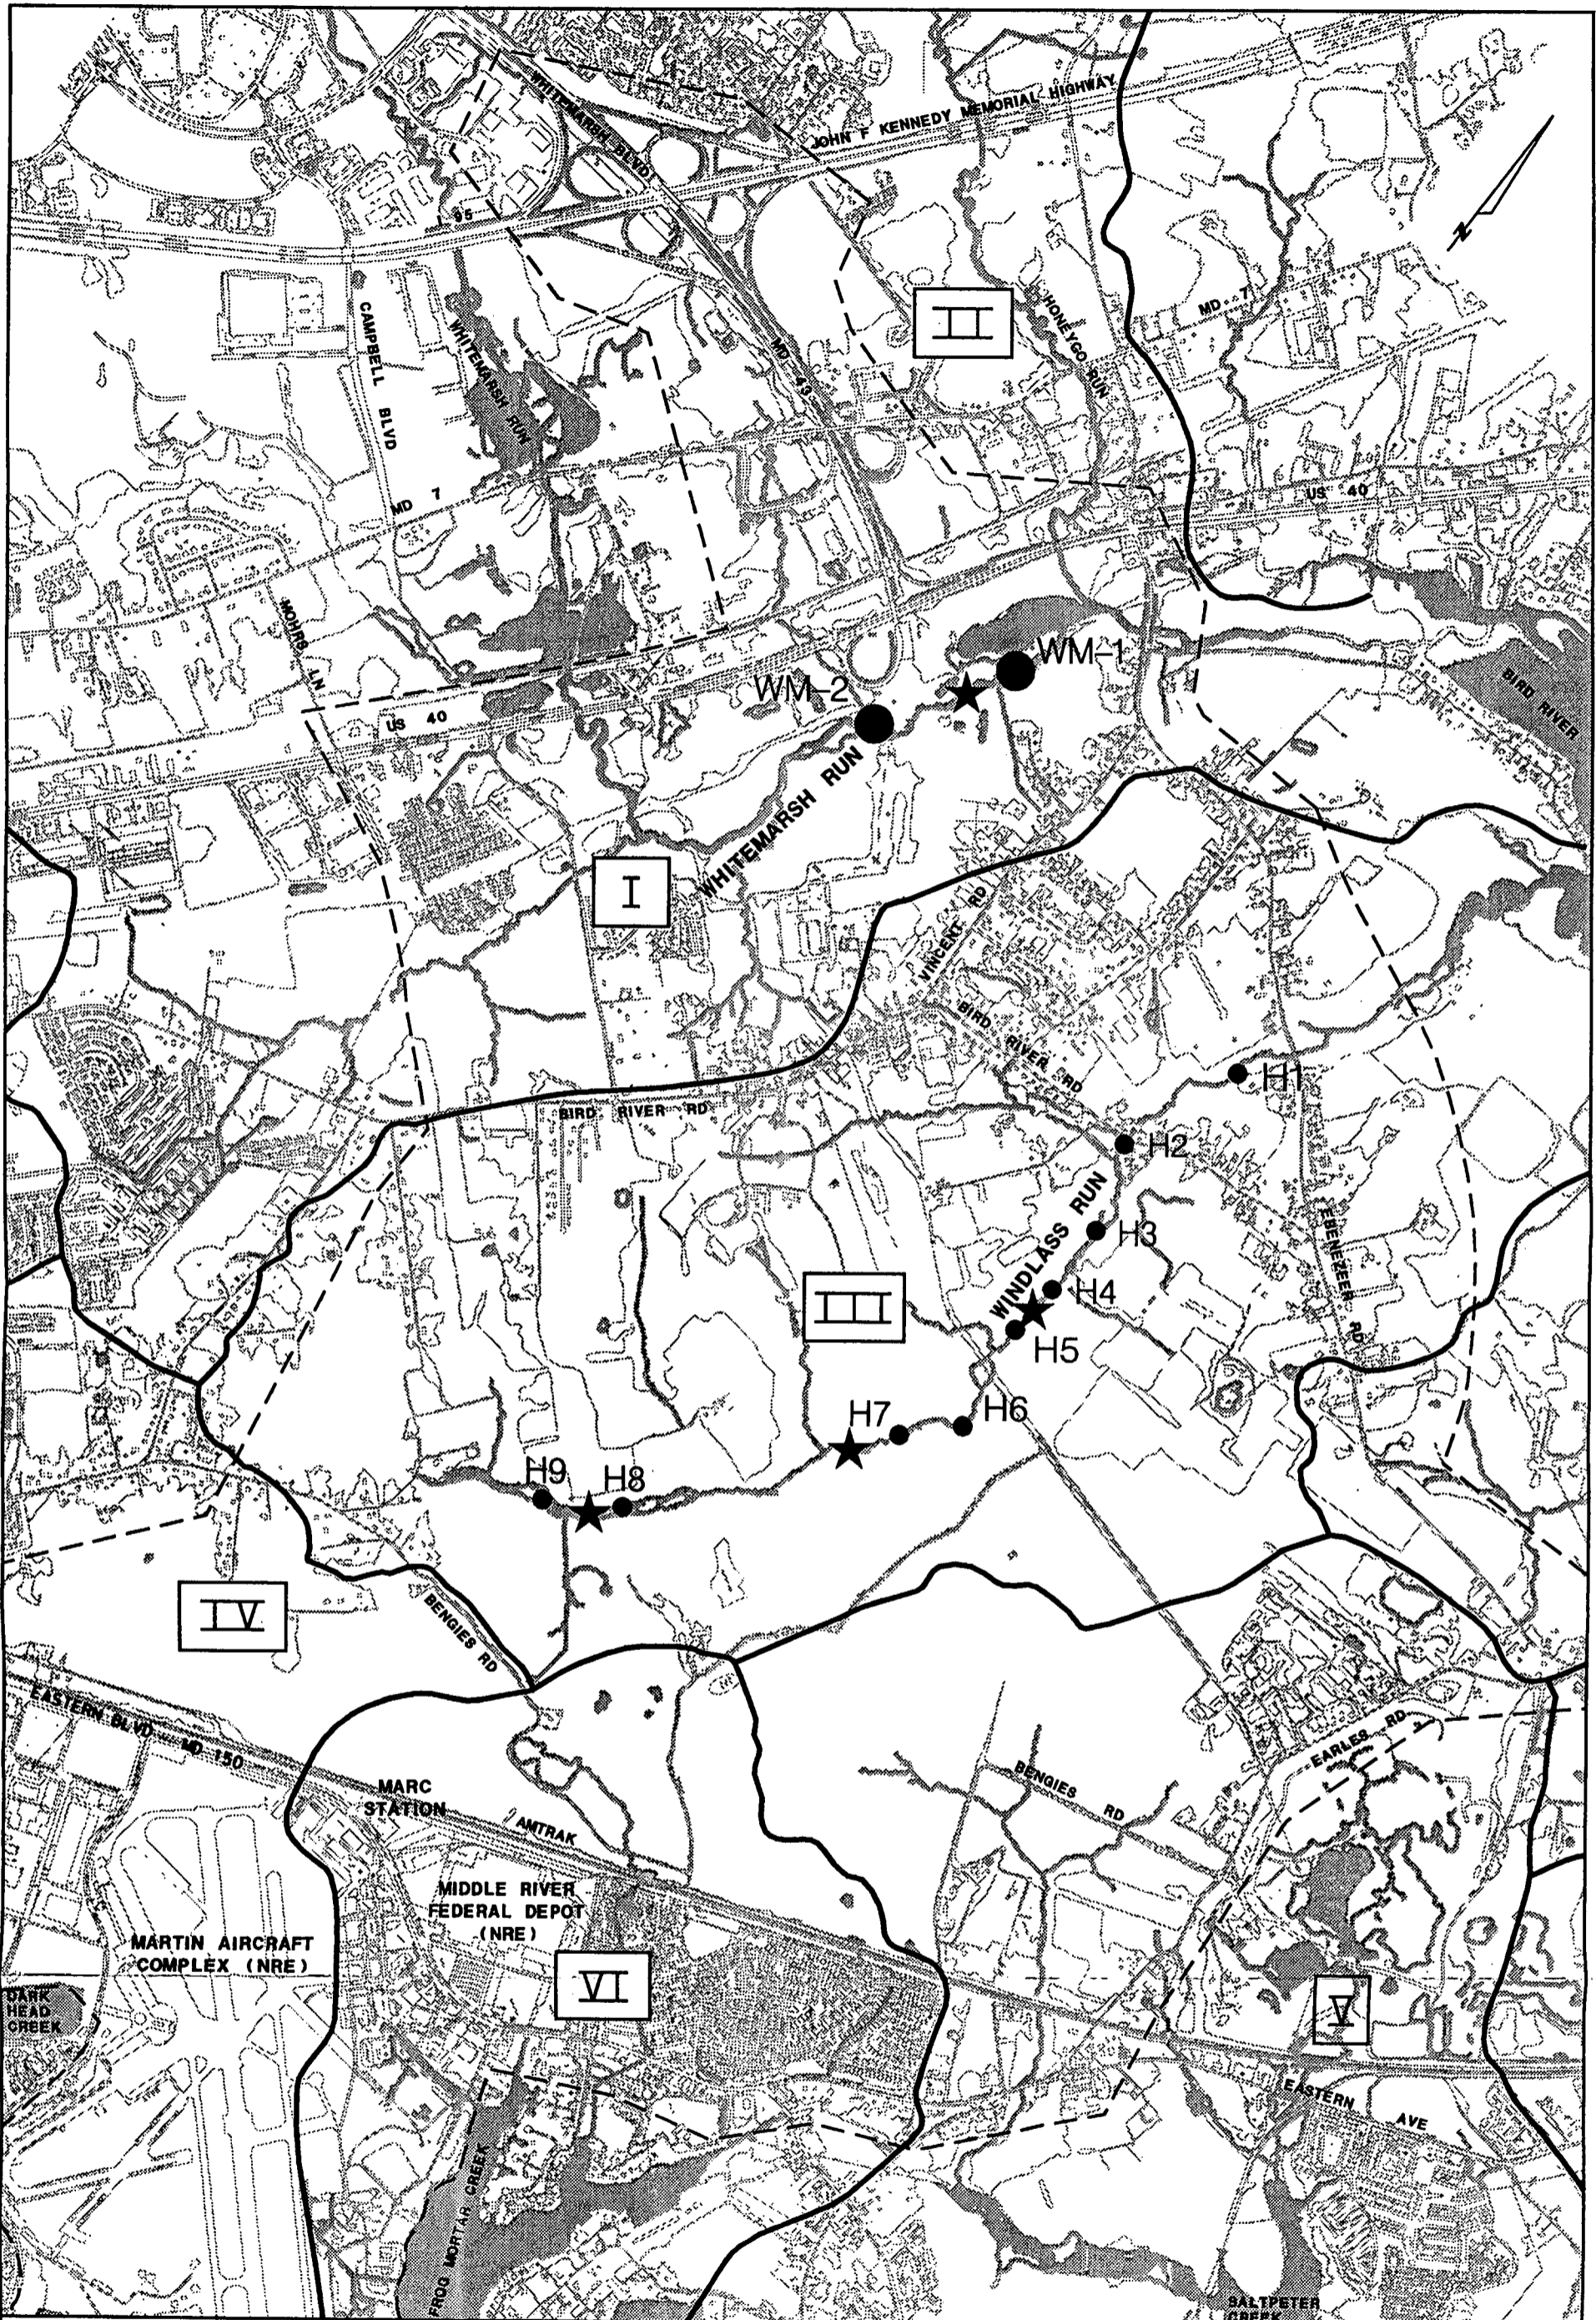 WHITEMARSH BLVD
JOHN F KENNEDY MEMORIAL HIGHWAY
I 95
II
HONEYGO RUN
MD 7
CAMPBELL BLVD
WHITEMARSH RUN
MD 43
MD 7
US 40
MOHRS LN
N
WM-1
WM-2
BIRD RIVER
US 40
WHITEMARSH RUN
I
VINCENT RD
BIRD RIVER RD
H1
BIRD RIVER RD
H2
WINDLASS RUN
H3
EBENEZER RD
H4
III
H5
H7
H6
H9
H8
IV
BENGIES RD
EASTERN BLVD
MD 150
MARC
STATION
AMTRAK
BENGIES RD
EARLES RD
MIDDLE RIVER
FEDERAL DEPOT
(NRE)
MARTIN AIRCRAFT
COMPLEX (NRE)
VI
V
DARK
HEAD
CREEK
EASTERN AVE
FROG MORTAR CREEK
SALTPETER
CREEK